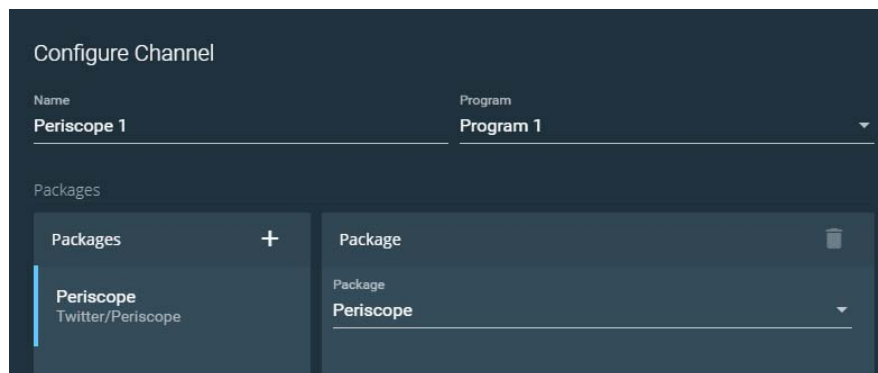 Configure Channel
Name
Program
Periscope 1
Program 1
Packages
Packages +
Package
Periscope
Twitter/Periscope
Package
Periscope